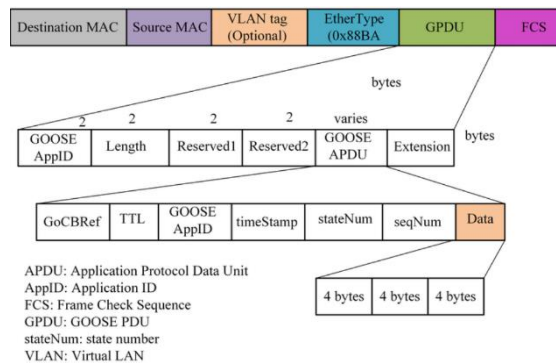 Destination MAC Source MAC VLAN tag (Optional) EtherType (0x88BA GPDU FCS
bytes
2 2 2 2 varies
bytes
GOOSE AppID Length Reserved1 Reserved2 GOOSE APDU Extension
GoCBRef TTL GOOSE AppID timeStamp stateNum seqNum Data
4 bytes 4 bytes 4 bytes
APDU: Application Protocol Data Unit
AppID: Application ID
FCS: Frame Check Sequence
GPDU: GOOSE PDU
stateNum: state number
VLAN: Virtual LAN